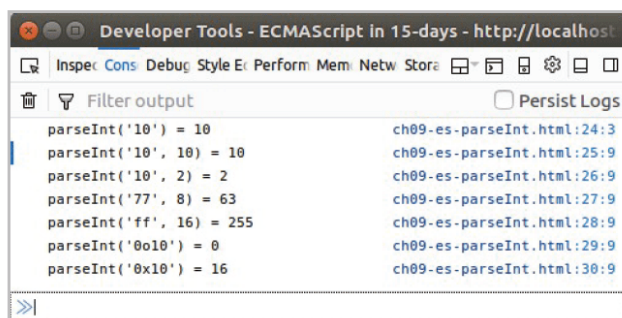 Developer Tools - ECMAScript in 15-days - http://localhost
Inspec Cons Debug Style E Perform Mem Netw Stora
Filter output Persist Logs
parseInt('10') = 10 ch09-es-parseInt.html:24:3
parseInt('10', 10) = 10 ch09-es-parseInt.html:25:9
parseInt('10', 2) = 2 ch09-es-parseInt.html:26:9
parseInt('77', 8) = 63 ch09-es-parseInt.html:27:9
parseInt('ff', 16) = 255 ch09-es-parseInt.html:28:9
parseInt('0o10') = 0 ch09-es-parseInt.html:29:9
parseInt('0x10') = 16 ch09-es-parseInt.html:30:9